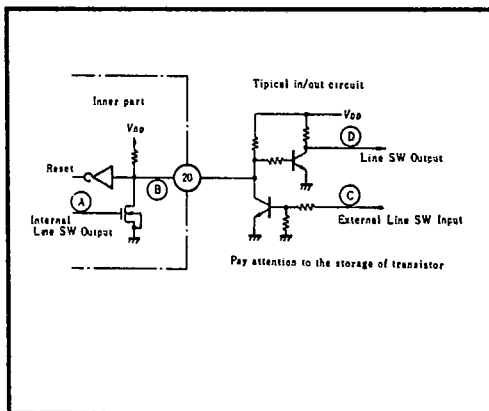 Tipical in/out circuit
Inner part
VDD
VDD
D
Reset
B
20
Line SW Output
A
C
Internal
Line SW Output
External Line SW Input
Pay attention to the storage of transistor